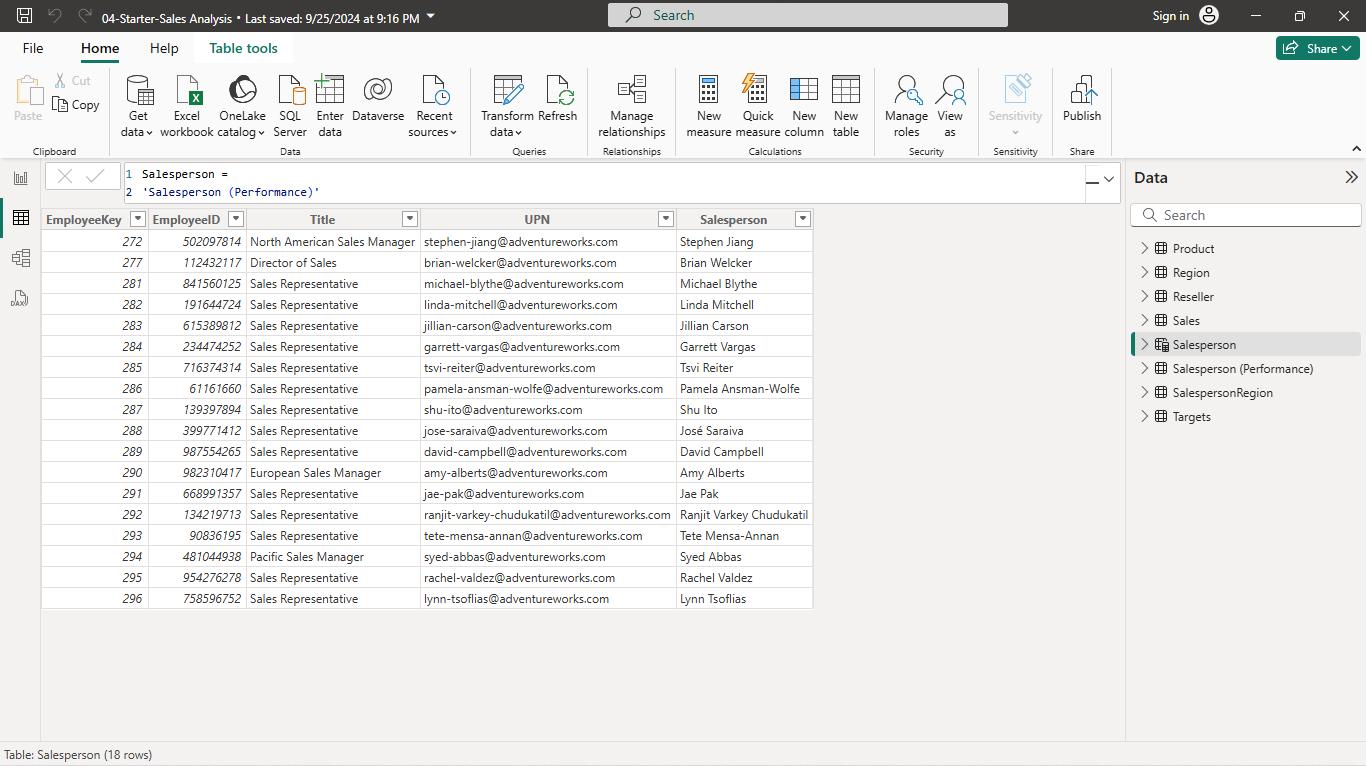 04-Starter-Sales Analysis • Last saved: 9/25/2024 at 9:16 PM
Search
Sign in
File Home Help Table tools
Share
Paste
Cut
Copy
Get data
Excel workbook
OneLake catalog
SQL Server
Enter data
Dataverse
Recent sources
Transform data
Refresh
Manage relationships
New measure
Quick measure
New column
New table
Manage roles
View as
Sensitivity
Publish
Clipboard Data Queries Relationships Calculations Security Sensitivity Share
1 Salesperson =
2 'Salesperson (Performance)'
EmployeeKey EmployeeID Title UPN Salesperson
272 502097814 North American Sales Manager stephen-jiang@adventureworks.com Stephen Jiang
277 112432117 Director of Sales brian-welcker@adventureworks.com Brian Welcker
281 841560125 Sales Representative michael-blythe@adventureworks.com Michael Blythe
282 191644724 Sales Representative linda-mitchell@adventureworks.com Linda Mitchell
283 615389812 Sales Representative jillian-carson@adventureworks.com Jillian Carson
284 234474252 Sales Representative garrett-vargas@adventureworks.com Garrett Vargas
285 716374314 Sales Representative tsvi-reiter@adventureworks.com Tsvi Reiter
286 61161660 Sales Representative pamela-ansman-wolfe@adventureworks.com Pamela Ansman-Wolfe
287 139397894 Sales Representative shu-ito@adventureworks.com Shu Ito
288 399771412 Sales Representative jose-saraiva@adventureworks.com José Saraiva
289 987554265 Sales Representative david-campbell@adventureworks.com David Campbell
290 982310417 European Sales Manager amy-alberts@adventureworks.com Amy Alberts
291 668991357 Sales Representative jae-pak@adventureworks.com Jae Pak
292 134219713 Sales Representative ranjit-varkey-chudukatil@adventureworks.com Ranjit Varkey Chudukatil
293 90836195 Sales Representative tete-mensa-annan@adventureworks.com Tete Mensa-Annan
294 481044938 Pacific Sales Manager syed-abbas@adventureworks.com Syed Abbas
295 954276278 Sales Representative rachel-valdez@adventureworks.com Rachel Valdez
296 758596752 Sales Representative lynn-tsoflias@adventureworks.com Lynn Tsoflias
DAX
Data
Search
Product
Region
Reseller
Sales
Salesperson
Salesperson (Performance)
SalespersonRegion
Targets
Table: Salesperson (18 rows)